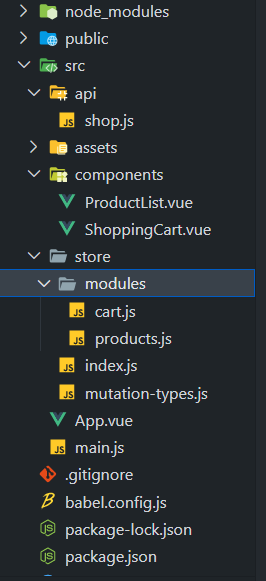 node_modules
public
src
api
JS shop.js
assets
components
ProductList.vue
ShoppingCart.vue
store
modules
JS cart.js
JS products.js
JS index.js
JS mutation-types.js
App.vue
JS main.js
.gitignore
babel.config.js
package-lock.json
package.json